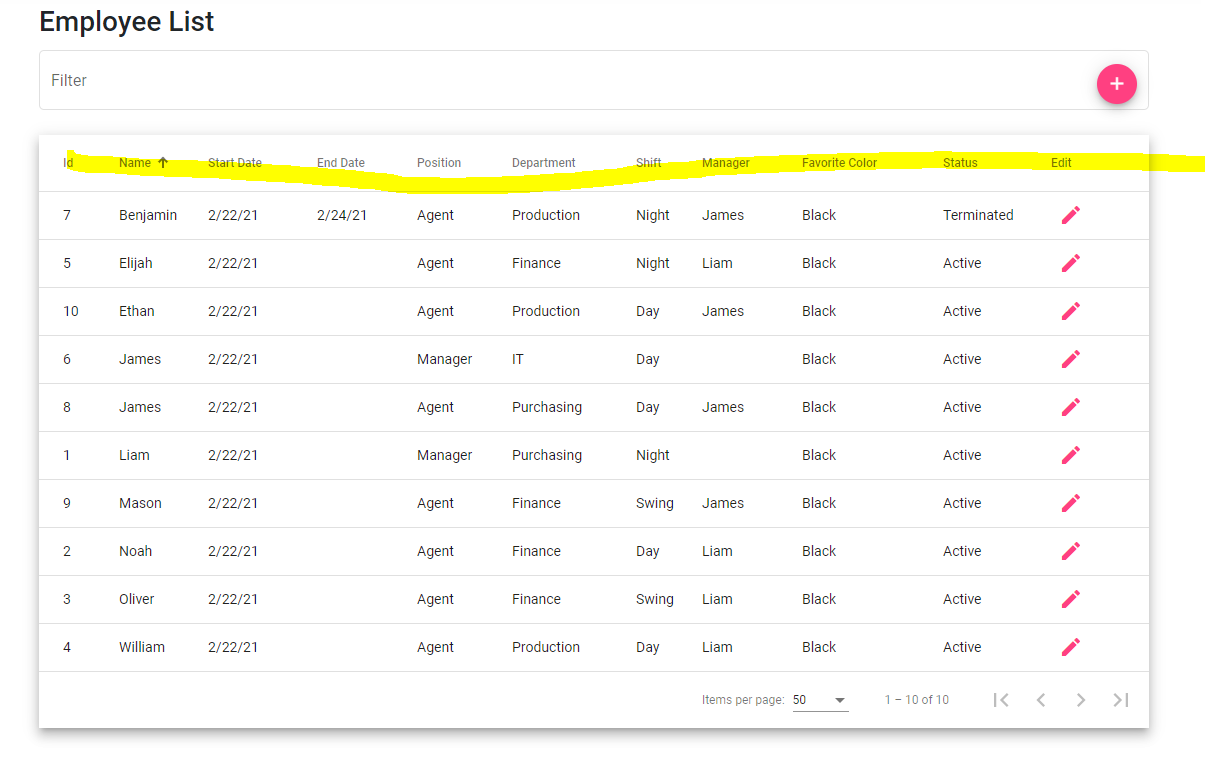 Employee List
Filter
Id Name Start Date End Date Position Department Shift Manager Favorite Color Status Edit
7 Benjamin 2/22/21 2/24/21 Agent Production Night James Black Terminated
5 Elijah 2/22/21 Agent Finance Night Liam Black Active
10 Ethan 2/22/21 Agent Production Day James Black Active
6 James 2/22/21 Manager IT Day Black Active
8 James 2/22/21 Agent Purchasing Day James Black Active
1 Liam 2/22/21 Manager Purchasing Night Black Active
9 Mason 2/22/21 Agent Finance Swing James Black Active
2 Noah 2/22/21 Agent Finance Day Liam Black Active
3 Oliver 2/22/21 Agent Finance Swing Liam Black Active
4 William 2/22/21 Agent Production Day Liam Black Active
Items per page: 50 1 – 10 of 10